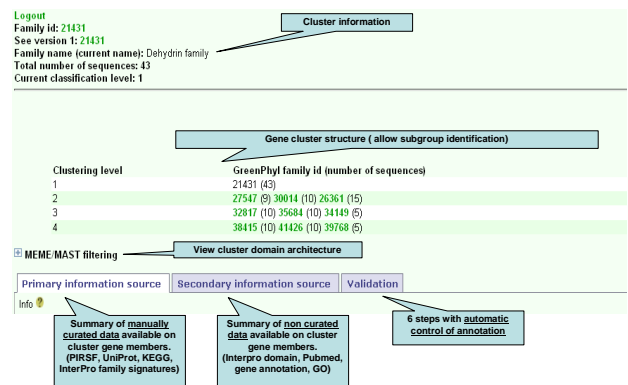 Logout
Family id: 21431
Cluster information
See version 1: 21431
Family name (current name): Dehydrin family
Total number of sequences: 43
Current classification level: 1
Gene cluster structure ( allow subgroup identification)
Clustering level GreenPhyl family id (number of sequences)
1 21431 (43)
2 27547 (9) 30014 (10) 26361 (15)
3 32817 (10) 35684 (10) 34149 (5)
4 38415 (10) 41426 (10) 39768 (5)
MEME/MAST filtering
View cluster domain architecture
Primary information source Secondary information source Validation
Info ?
Summary of manually
curated data available on
cluster gene members.
(PIRSF, UniProt, KEGG,
InterPro family signatures)
Summary of non curated
data available on cluster
gene members.
(Interpro domain, Pubmed,
gene annotation, GO)
6 steps with automatic
control of annotation